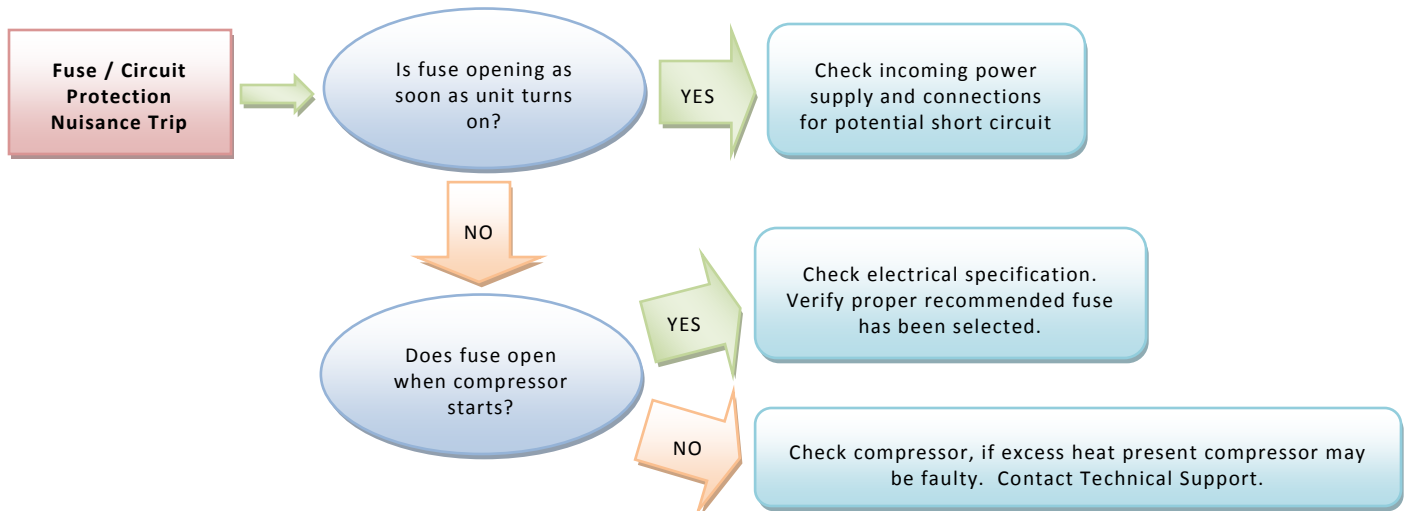 Fuse / Circuit
Protection
Nuisance Trip
Is fuse opening as
soon as unit turns
on?
YES
Check incoming power
supply and connections
for potential short circuit
NO
Does fuse open
when compressor
starts?
YES
Check electrical specification.
Verify proper recommended fuse
has been selected.
NO
Check compressor, if excess heat present compressor may
be faulty.  Contact Technical Support.